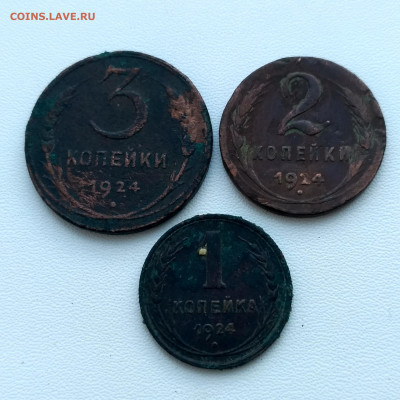 COINS.LAVE.RU
3
КОПЕЙКИ
1924
2
КОПЕЙКИ
1924
1
КОПЕЙКА
1924